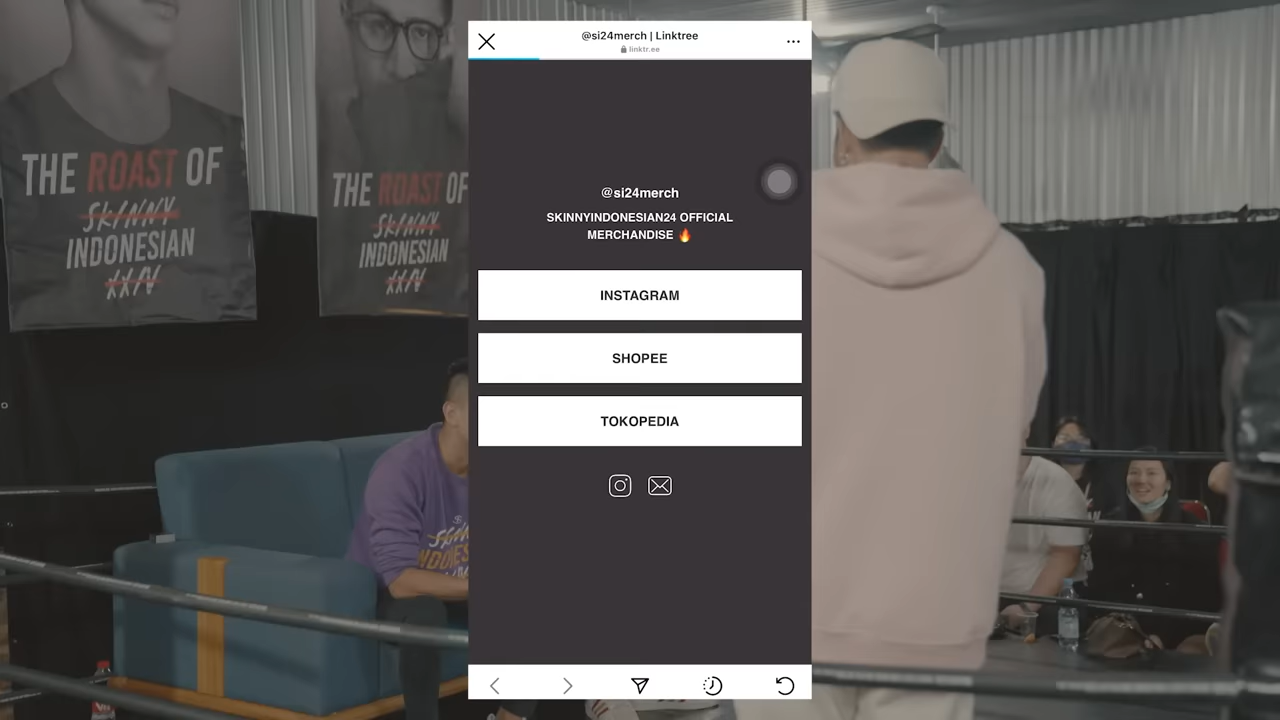 @si24merch | Linktree
linktr.ee
@si24merch
SKINNYINDONESIAN24 OFFICIAL
MERCHANDISE 🔥
INSTAGRAM
SHOPEE
TOKOPEDIA
THE ROAST OF
SKINNY
INDONESIAN
XXIV
THE ROAST OF
SKINNY
INDONESIAN
XXIV